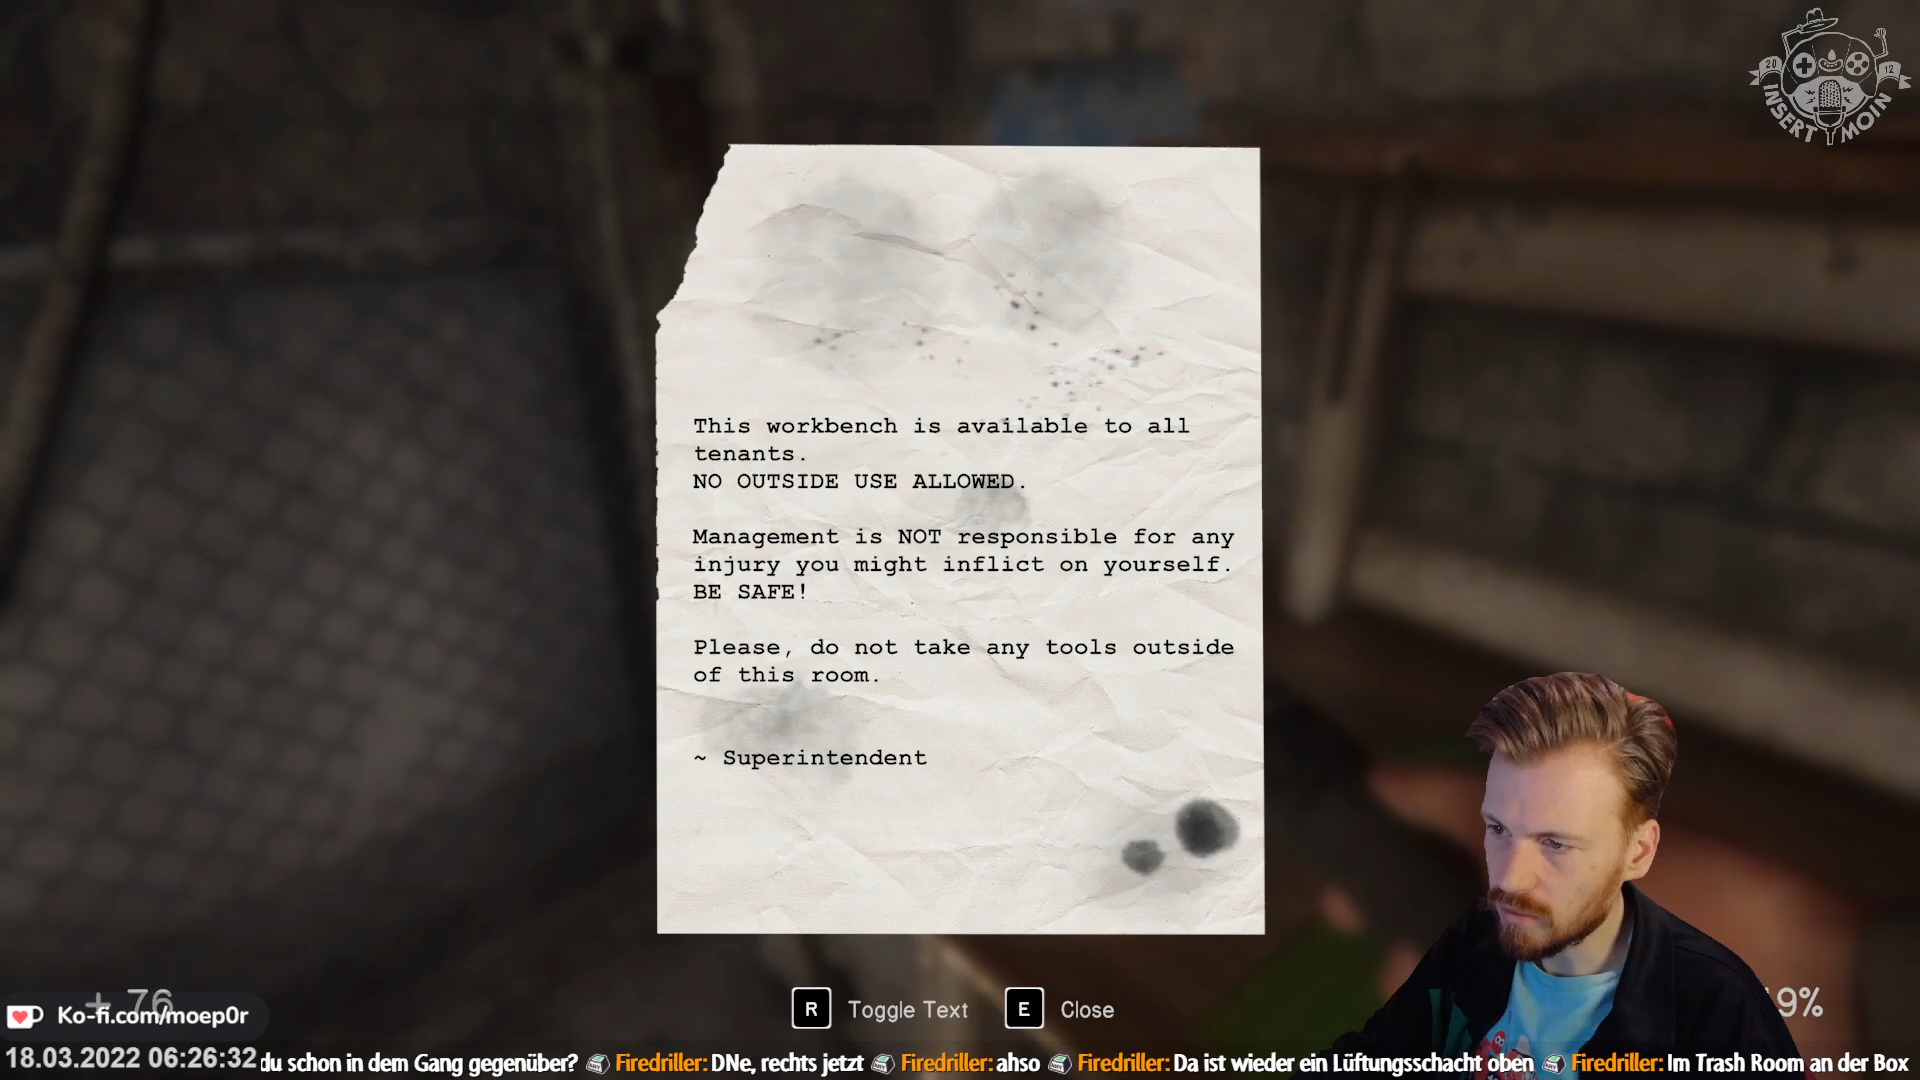 20 12
INSERT MOIN
This workbench is available to all
tenants.
NO OUTSIDE USE ALLOWED.
Management is NOT responsible for any
injury you might inflict on yourself.
BE SAFE!
Please, do not take any tools outside
of this room.
~ Superintendent
+ 76
9%
R Toggle Text E Close
Ko-fi.com/moep0r
18.03.2022 06:26:32
du schon in dem Gang gegenüber? Firedriller: DNe, rechts jetzt Firedriller: ahso Firedriller: Da ist wieder ein Lüftungsschacht oben Firedriller: Im Trash Room an der Box